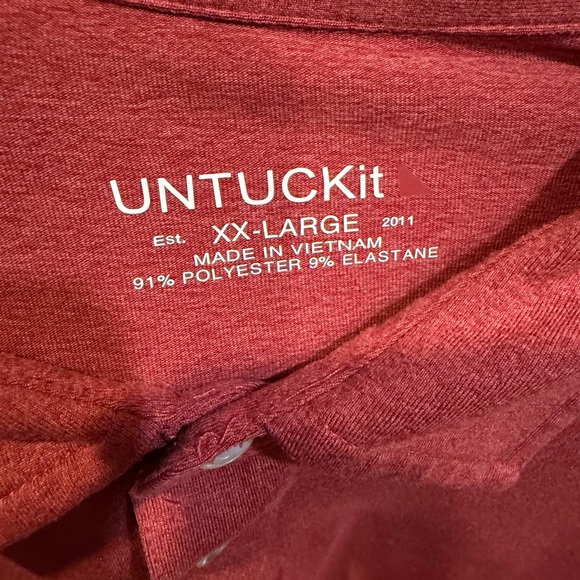 UNTUCKit
Est. XX-LARGE 2011
MADE IN VIETNAM
91% POLYESTER 9% ELASTANE